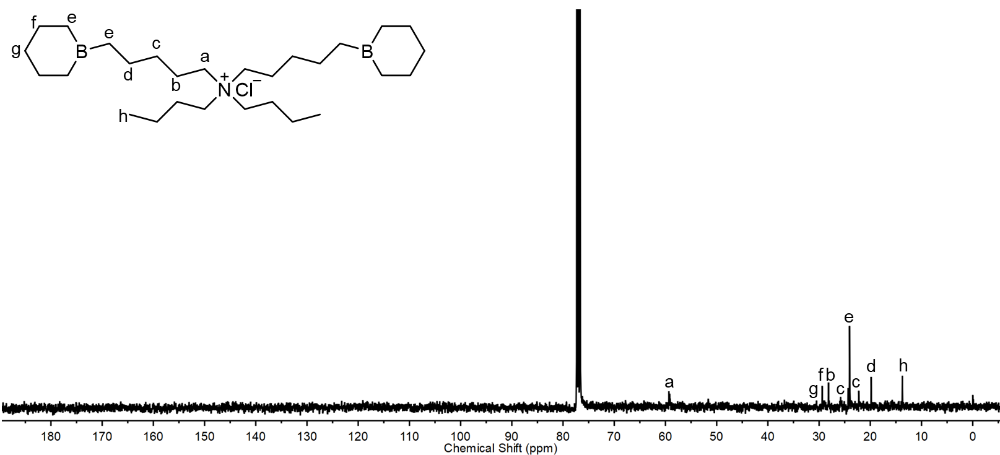 f e
g B e c a B
d b
N+ Cl−
h
e
a g f b c c d h
180 170 160 150 140 130 120 110 100 90 80 70 60 50 40 30 20 10 0
Chemical Shift (ppm)